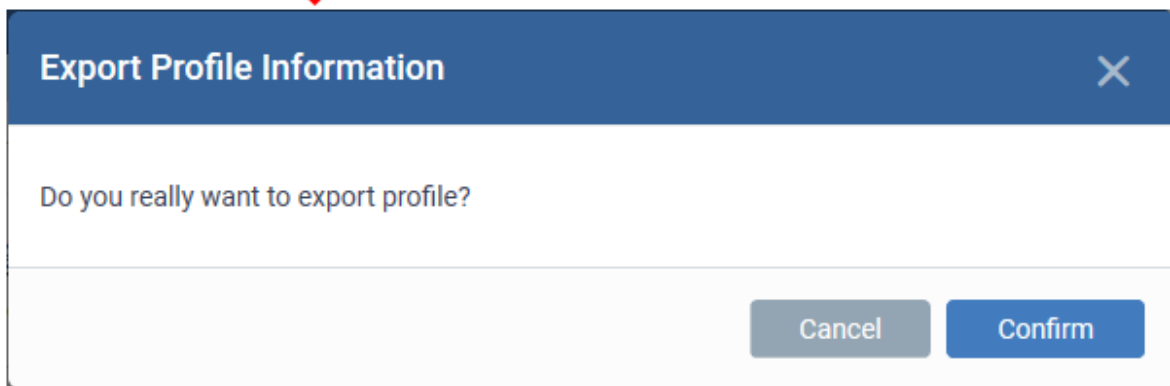 Export Profile Information
Do you really want to export profile?
Cancel
Confirm